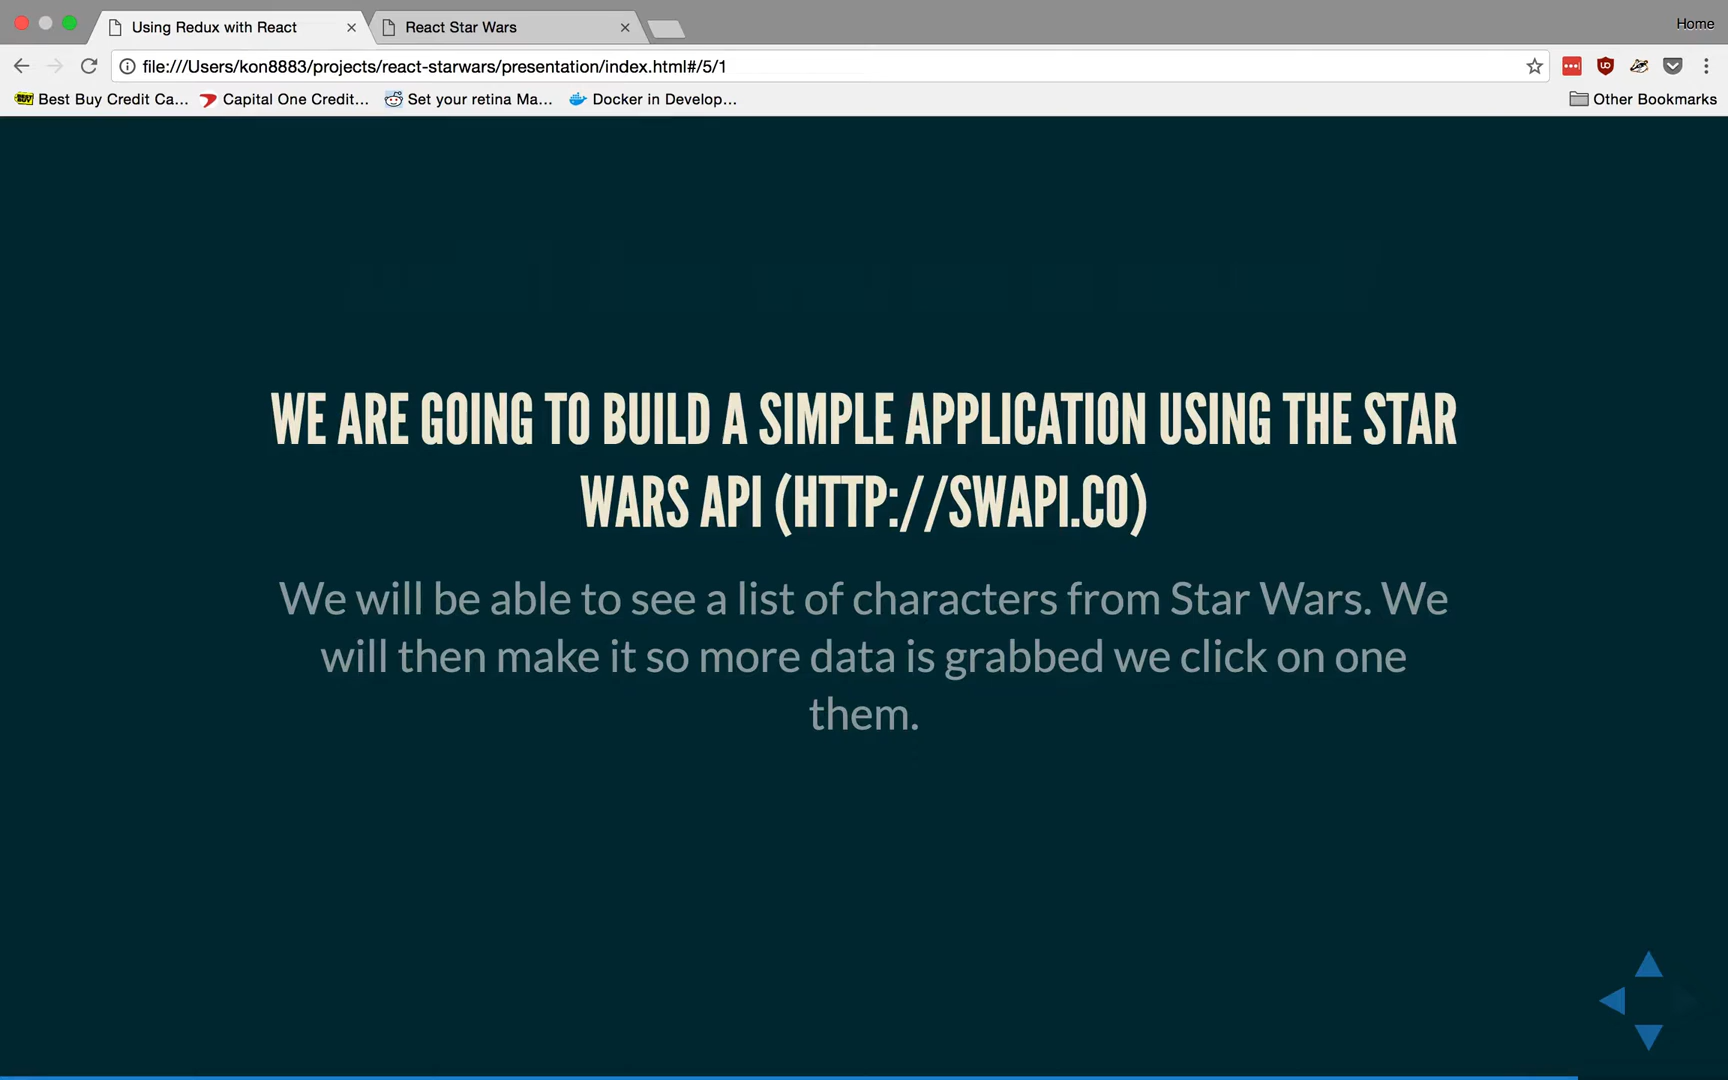 Using Redux with React
React Star Wars
Home
file:///Users/kon8883/projects/react-starwars/presentation/index.html#/5/1
Best Buy Credit Ca...
Capital One Credit...
Set your retina Ma...
Docker in Develop...
Other Bookmarks
WE ARE GOING TO BUILD A SIMPLE APPLICATION USING THE STAR
WARS API (HTTP://SWAPI.CO)
We will be able to see a list of characters from Star Wars. We
will then make it so more data is grabbed we click on one
them.